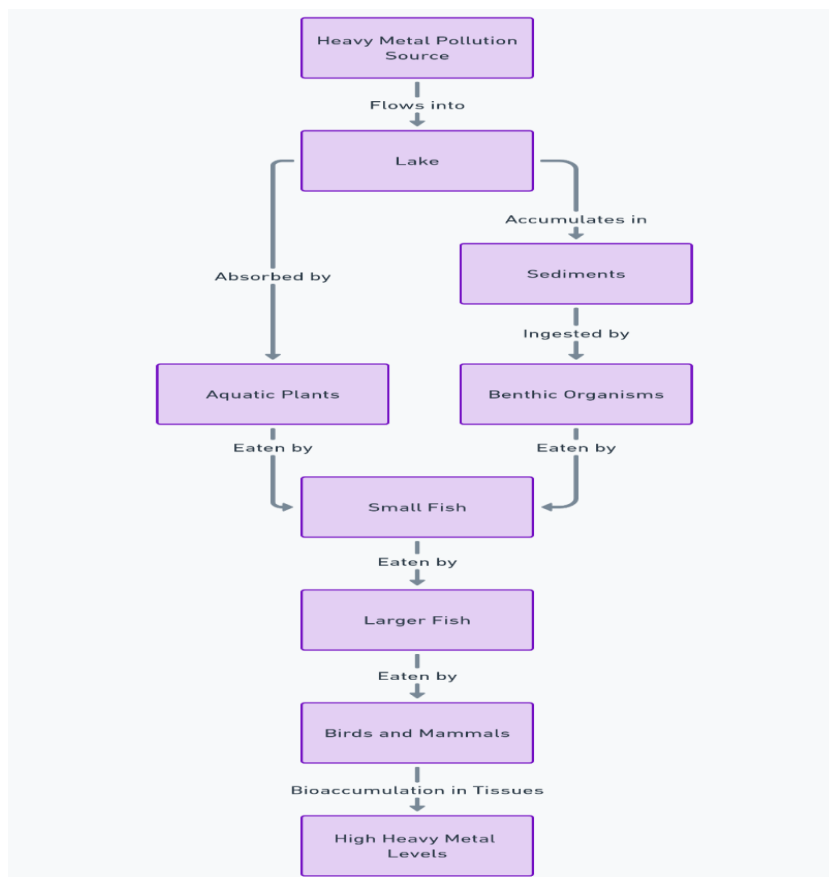 Heavy Metal Pollution
Source
Flows into
Lake
Accumulates in
Sediments
Absorbed by
Ingested by
Aquatic Plants
Benthic Organisms
Eaten by
Eaten by
Small Fish
Eaten by
Larger Fish
Eaten by
Birds and Mammals
Bioaccumulation in Tissues
High Heavy Metal
Levels